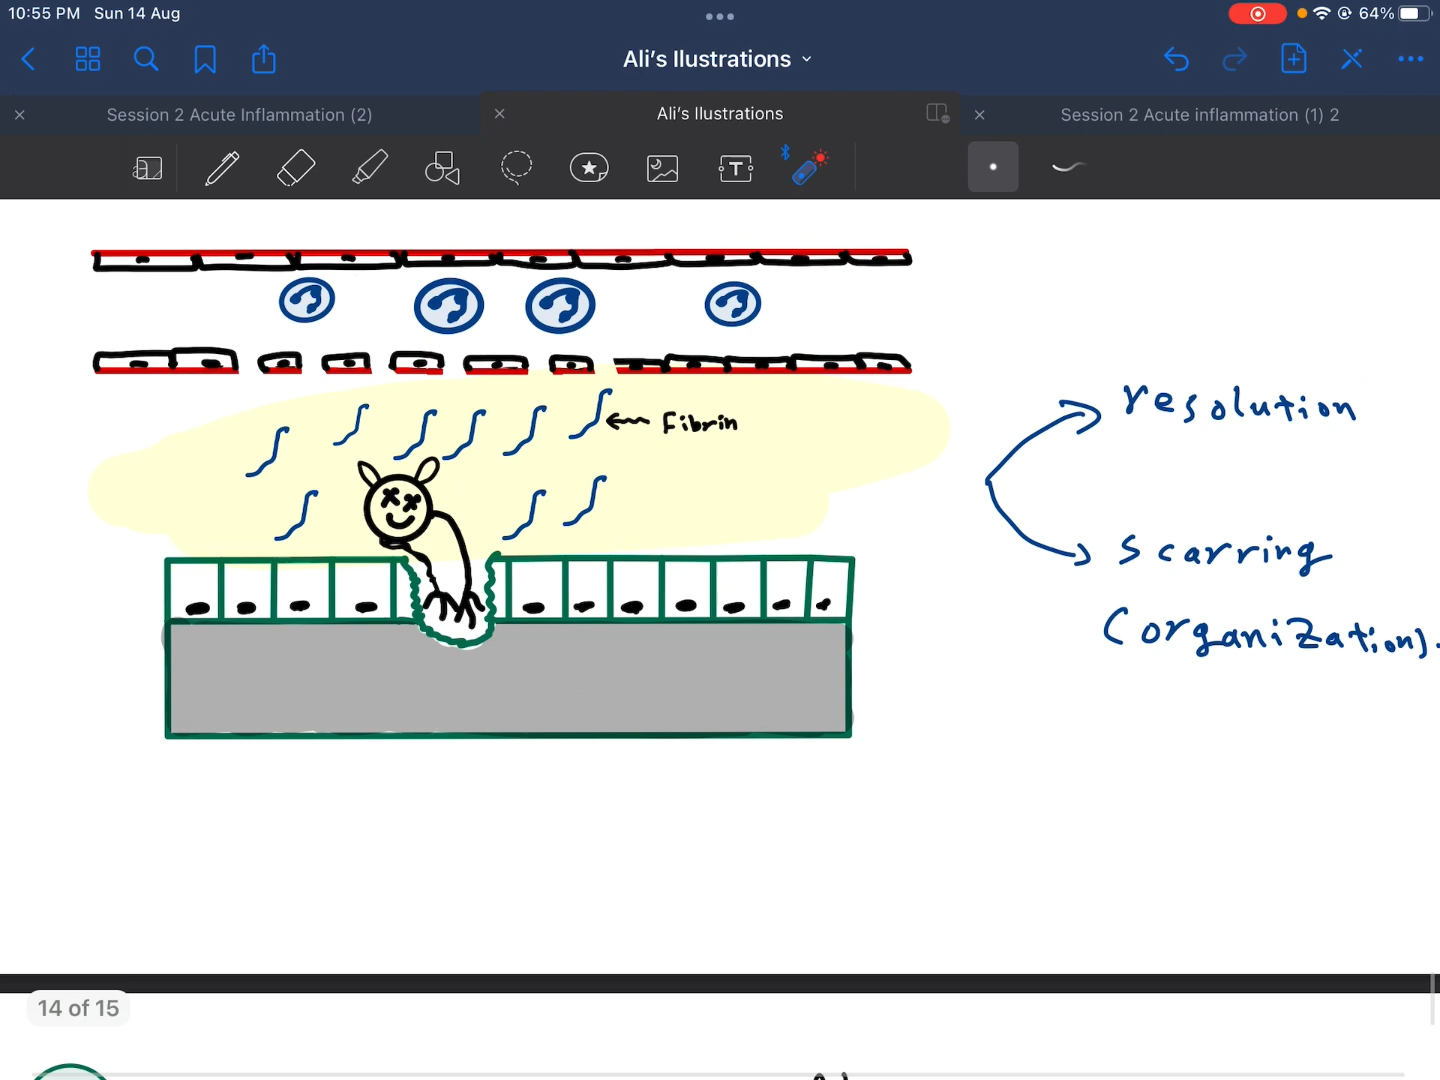 10:55 PM Sun 14 Aug
64%
Ali's Ilustrations
Session 2 Acute Inflammation (2)
Ali's Ilustrations
Session 2 Acute inflammation (1) 2
Fibrin
resolution
scarring
(organization).
14 of 15